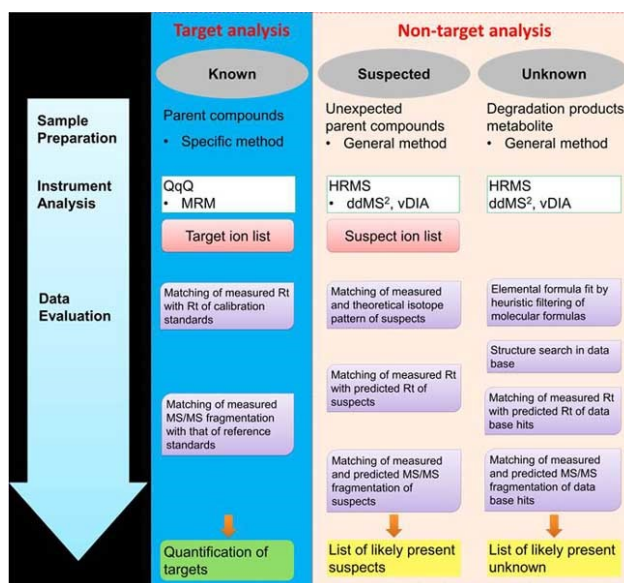 Target analysis
Non-target analysis
Known
Suspected
Unknown
Sample
Preparation
Parent compounds
• Specific method
Unexpected
parent compounds
• General method
Degradation products
metabolite
• General method
Instrument
Analysis
QqQ
• MRM
HRMS
• ddMS², vDIA
HRMS
ddMS², vDIA
Target ion list
Suspect ion list
Data
Evaluation
Matching of measured Rt
with Rt of calibration
standards
Matching of measured
MS/MS fragmentation
with that of reference
standards
Matching of measured
and theoretical isotope
pattern of suspects
Matching of measured Rt
with predicted Rt of
suspects
Matching of measured
and predicted MS/MS
fragmentation of
suspects
Elemental formula fit by
heuristic filtering of
molecular formulas
Structure search in data
base
Matching of measured Rt
with predicted Rt of data
base hits
Matching of measured
and predicted MS/MS
fragmentation of data
base hits
Quantification of
targets
List of likely present
suspects
List of likely present
unknown